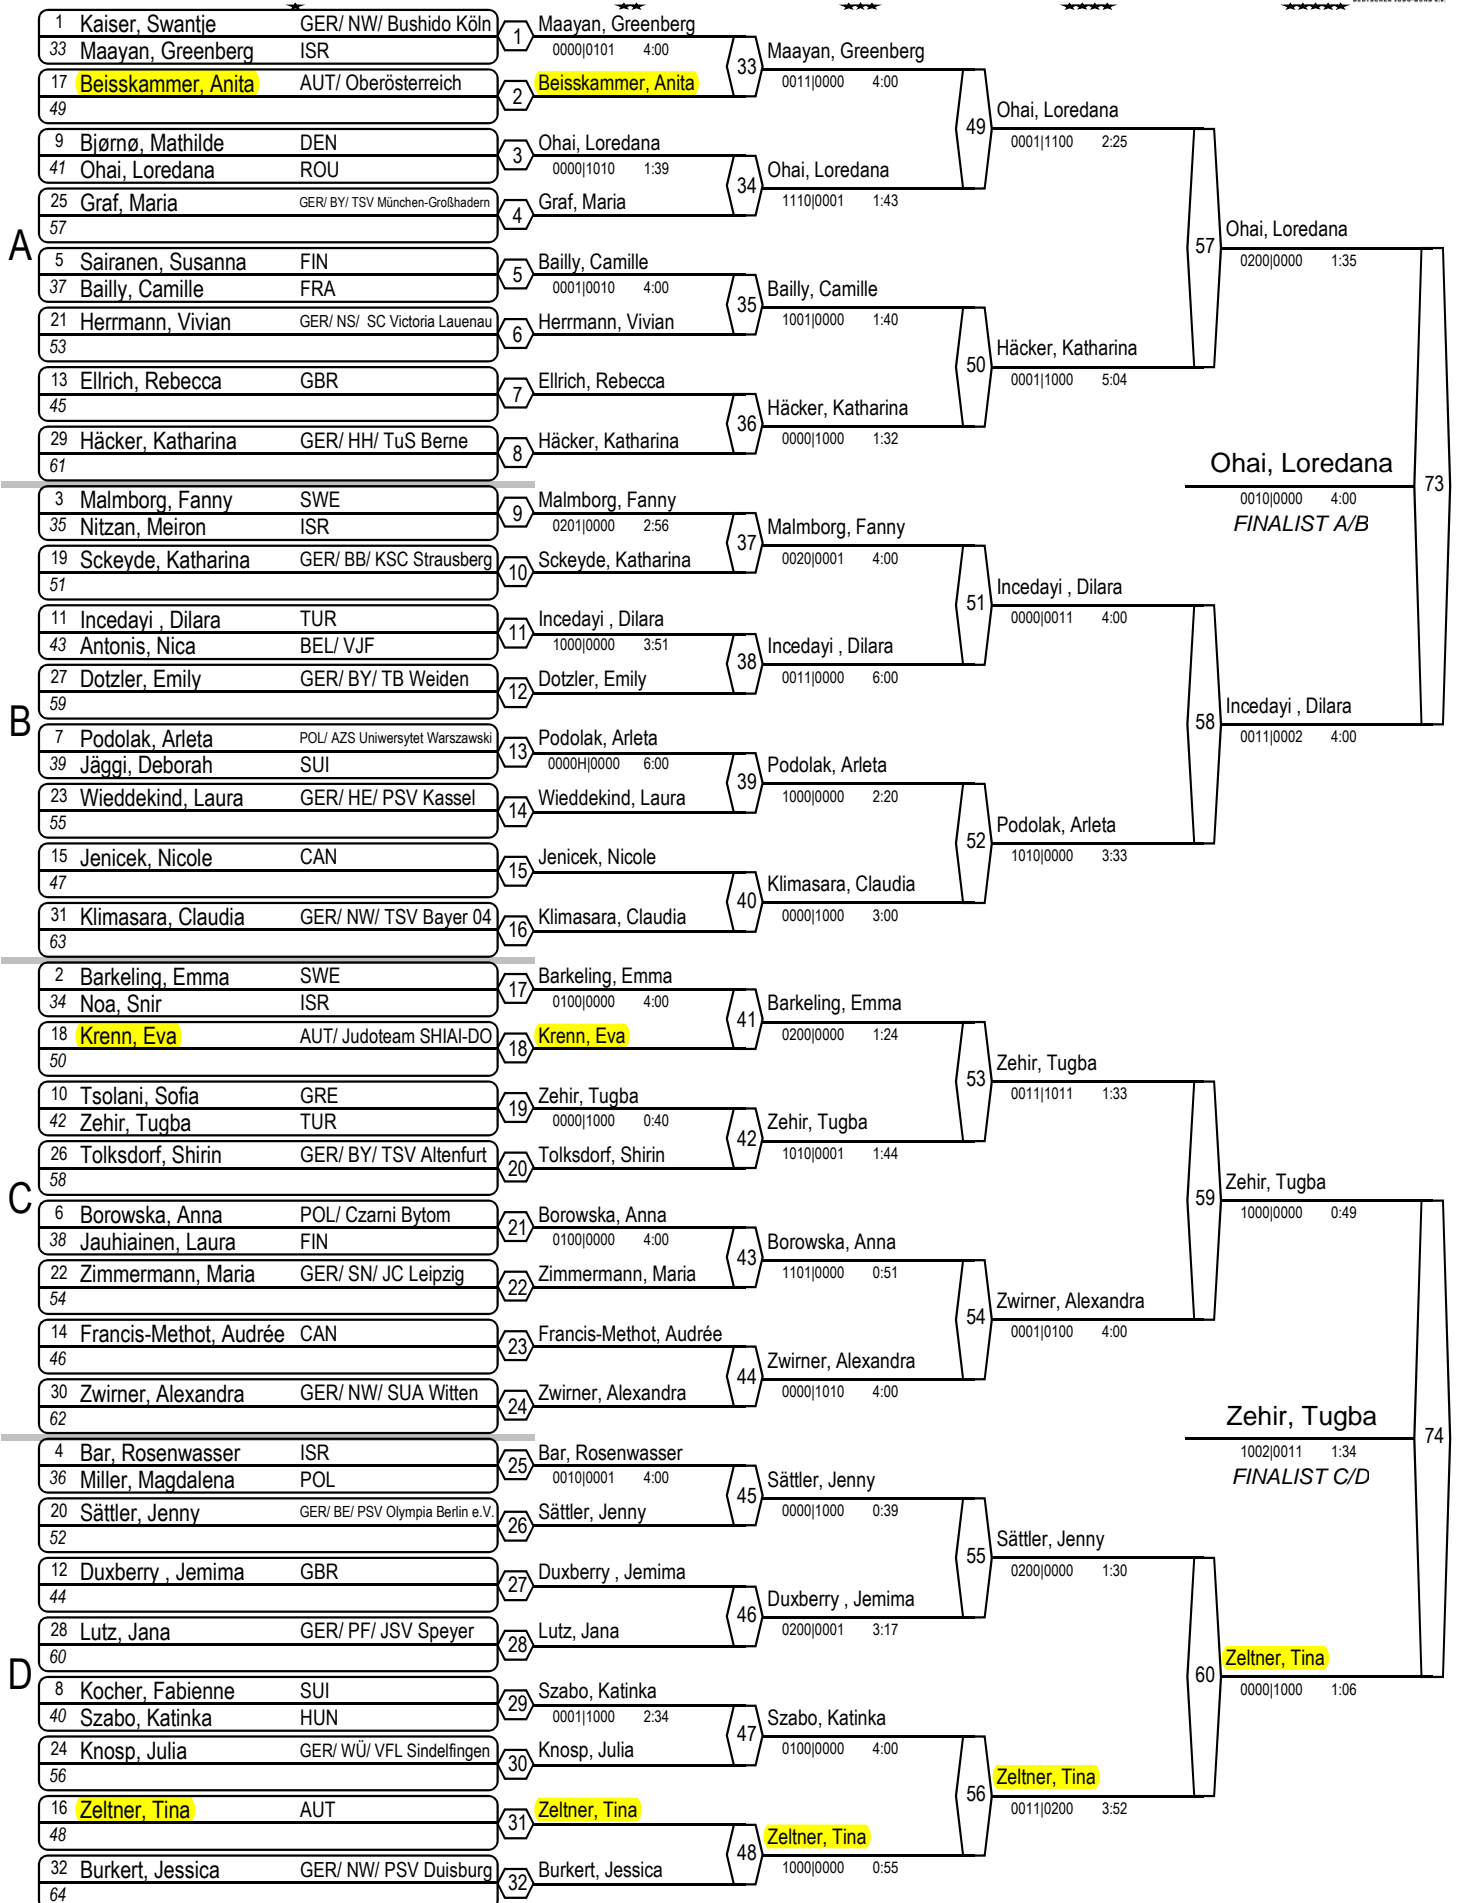 1 Kaiser, Swantje GER/ NW/ Bushido Köln
33 Maayan, Greenberg ISR
17 Beisskammer, Anita AUT/ Oberösterreich
49
9 Bjørnø, Mathilde DEN
41 Ohai, Loredana ROU
25 Graf, Maria GER/ BY/ TSV München-Großhadern
57
A
5 Sairanen, Susanna FIN
37 Bailly, Camille FRA
21 Herrmann, Vivian GER/ NS/ SC Victoria Lauenau
53
13 Ellrich, Rebecca GBR
45
29 Häcker, Katharina GER/ HH/ TuS Berne
61
3 Malmborg, Fanny SWE
35 Nitzan, Meiron ISR
19 Sckeyde, Katharina GER/ BB/ KSC Strausberg
51
11 Incedayi , Dilara TUR
43 Antonis, Nica BEL/ VJF
27 Dotzler, Emily GER/ BY/ TB Weiden
59
B
7 Podolak, Arleta POL/ AZS Uniwersytet Warszawski
39 Jäggi, Deborah SUI
23 Wieddekind, Laura GER/ HE/ PSV Kassel
55
15 Jenicek, Nicole CAN
47
31 Klimasara, Claudia GER/ NW/ TSV Bayer 04
63
2 Barkeling, Emma SWE
34 Noa, Snir ISR
18 Krenn, Eva AUT/ Judoteam SHIAI-DO
50
10 Tsolani, Sofia GRE
42 Zehir, Tugba TUR
26 Tolksdorf, Shirin GER/ BY/ TSV Altenfurt
58
C
6 Borowska, Anna POL/ Czarni Bytom
38 Jauhiainen, Laura FIN
22 Zimmermann, Maria GER/ SN/ JC Leipzig
54
14 Francis-Methot, Audrée CAN
46
30 Zwirner, Alexandra GER/ NW/ SUA Witten
62
4 Bar, Rosenwasser ISR
36 Miller, Magdalena POL
20 Sättler, Jenny GER/ BE/ PSV Olympia Berlin e.V.
52
12 Duxberry , Jemima GBR
44
28 Lutz, Jana GER/ PF/ JSV Speyer
60
D
8 Kocher, Fabienne SUI
40 Szabo, Katinka HUN
24 Knosp, Julia GER/ WÜ/ VFL Sindelfingen
56
16 Zeltner, Tina AUT
48
32 Burkert, Jessica GER/ NW/ PSV Duisburg
64
1 Maayan, Greenberg
0000|0101 4:00
2 Beisskammer, Anita
3 Ohai, Loredana
0000|1010 1:39
4 Graf, Maria
5 Bailly, Camille
0001|0010 4:00
6 Herrmann, Vivian
7 Ellrich, Rebecca
8 Häcker, Katharina
9 Malmborg, Fanny
0201|0000 2:56
10 Sckeyde, Katharina
11 Incedayi , Dilara
1000|0000 3:51
12 Dotzler, Emily
13 Podolak, Arleta
0000H|0000 6:00
14 Wieddekind, Laura
15 Jenicek, Nicole
16 Klimasara, Claudia
17 Barkeling, Emma
0100|0000 4:00
18 Krenn, Eva
19 Zehir, Tugba
0000|1000 0:40
20 Tolksdorf, Shirin
21 Borowska, Anna
0100|0000 4:00
22 Zimmermann, Maria
23 Francis-Methot, Audrée
24 Zwirner, Alexandra
25 Bar, Rosenwasser
0010|0001 4:00
26 Sättler, Jenny
27 Duxberry , Jemima
28 Lutz, Jana
29 Szabo, Katinka
0001|1000 2:34
30 Knosp, Julia
31 Zeltner, Tina
32 Burkert, Jessica
33 Maayan, Greenberg
0011|0000 4:00
34 Ohai, Loredana
1110|0001 1:43
35 Bailly, Camille
1001|0000 1:40
36 Häcker, Katharina
0000|1000 1:32
37 Malmborg, Fanny
0020|0001 4:00
38 Incedayi , Dilara
0011|0000 6:00
39 Podolak, Arleta
1000|0000 2:20
40 Klimasara, Claudia
0000|1000 3:00
41 Barkeling, Emma
0200|0000 1:24
42 Zehir, Tugba
1010|0001 1:44
43 Borowska, Anna
1101|0000 0:51
44 Zwirner, Alexandra
0000|1010 4:00
45 Sättler, Jenny
0000|1000 0:39
46 Duxberry , Jemima
0200|0001 3:17
47 Szabo, Katinka
0100|0000 4:00
48 Zeltner, Tina
1000|0000 0:55
49 Ohai, Loredana
0001|1100 2:25
50 Häcker, Katharina
0001|1000 5:04
51 Incedayi , Dilara
0000|0011 4:00
52 Podolak, Arleta
1010|0000 3:33
53 Zehir, Tugba
0011|1011 1:33
54 Zwirner, Alexandra
0001|0100 4:00
55 Sättler, Jenny
0200|0000 1:30
56 Zeltner, Tina
0011|0200 3:52
57 Ohai, Loredana
0200|0000 1:35
58 Incedayi , Dilara
0011|0002 4:00
59 Zehir, Tugba
1000|0000 0:49
60 Zeltner, Tina
0000|1000 1:06
Ohai, Loredana 73
0010|0000 4:00
FINALIST A/B
Zehir, Tugba 74
1002|0011 1:34
FINALIST C/D